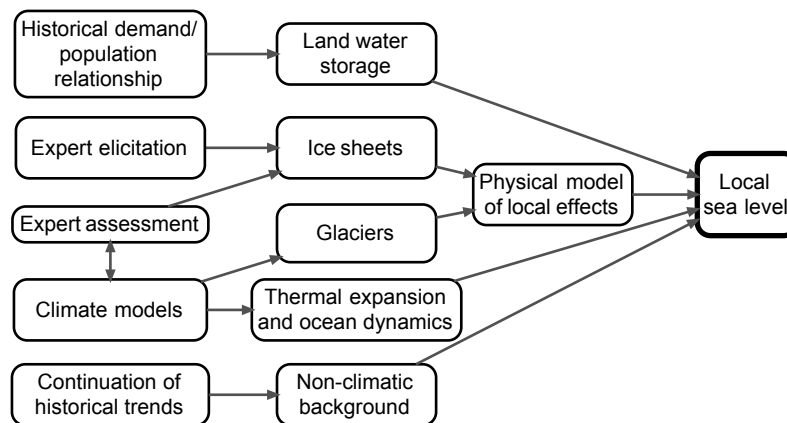 Historical demand/
population
relationship
Land water
storage
Expert elicitation
Ice sheets
Physical model
of local effects
Local
sea level
Expert assessment
Glaciers
Climate models
Thermal expansion
and ocean dynamics
Continuation of
historical trends
Non-climatic
background